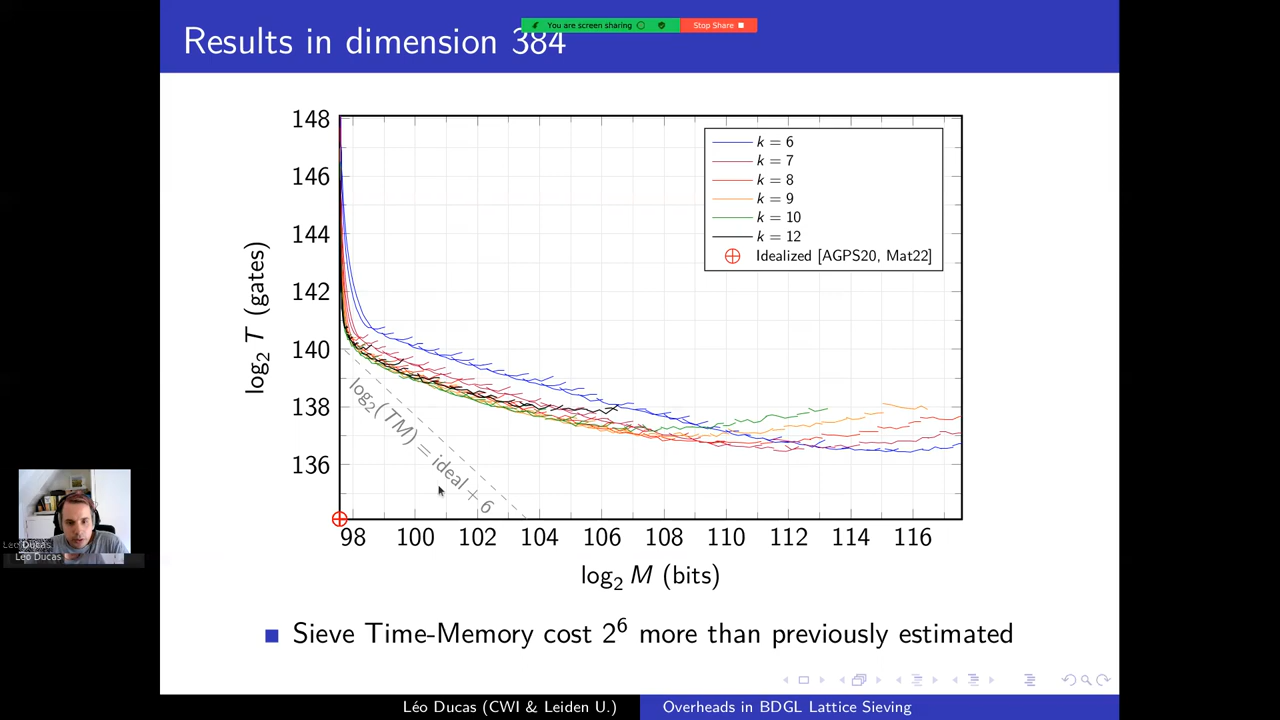 You are screen sharing
Stop Share
Results in dimension 384
148
146
144
142
140
138
136
log₂ T (gates)
k = 6
k = 7
k = 8
k = 9
k = 10
k = 12
Idealized [AGPS20, Mat22]
log₂(TM) = ideal + 6
98 100 102 104 106 108 110 112 114 116
log₂ M (bits)
Sieve Time-Memory cost 2⁶ more than previously estimated
Léo Ducas
Léo Ducas (CWI & Leiden U.) Overheads in BDGL Lattice Sieving